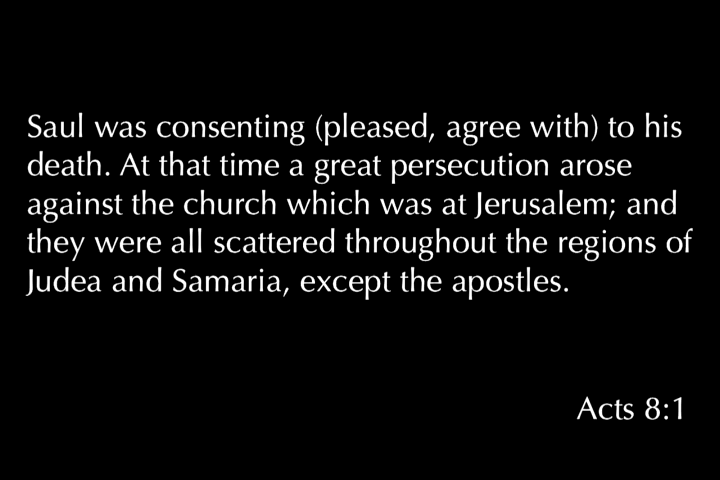 Saul was consenting (pleased, agree with) to his
death. At that time a great persecution arose
against the church which was at Jerusalem; and
they were all scattered throughout the regions of
Judea and Samaria, except the apostles.
Acts 8:1